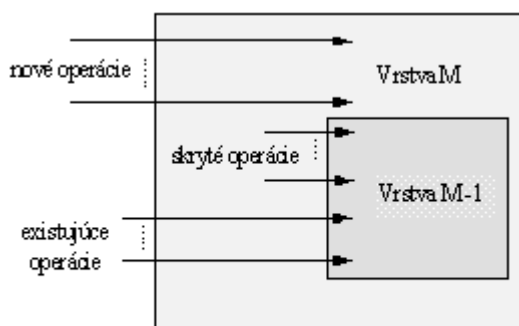 nové operácie
Vrstva M
skryté operácie
Vrstva M-1
existujúce
operácie